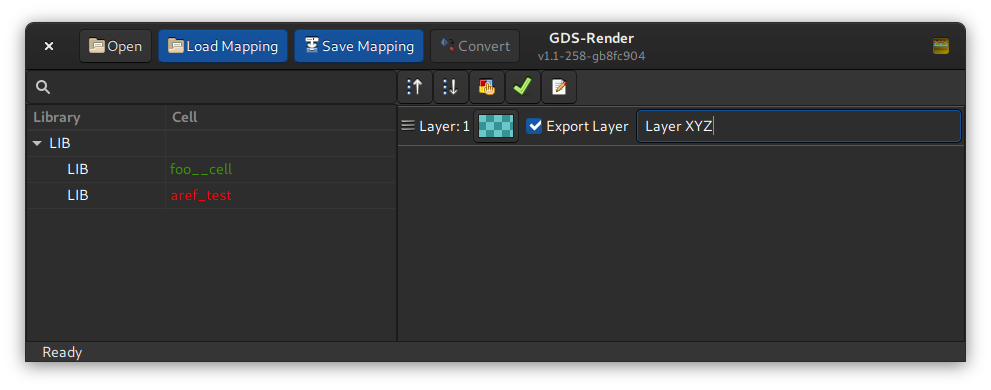 Open Load Mapping Save Mapping Convert GDS-Render
v1.1-258-gb8fc904
Layer: 1 Export Layer Layer XYZ
Library Cell
LIB
LIB foo__cell
LIB aref_test
Ready